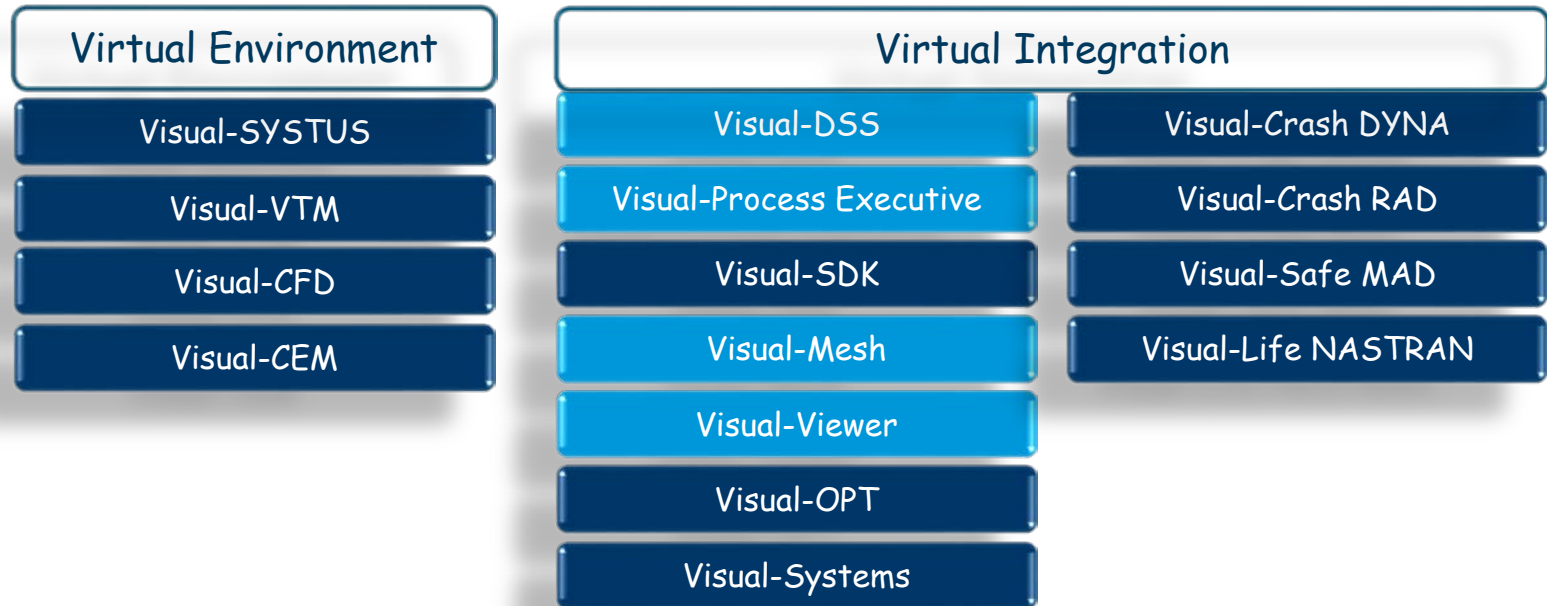 Virtual Environment
Visual-SYSTUS
Visual-VTM
Visual-CFD
Visual-CEM
Virtual Integration
Visual-DSS
Visual-Process Executive
Visual-SDK
Visual-Mesh
Visual-Viewer
Visual-OPT
Visual-Systems
Visual-Crash DYNA
Visual-Crash RAD
Visual-Safe MAD
Visual-Life NASTRAN